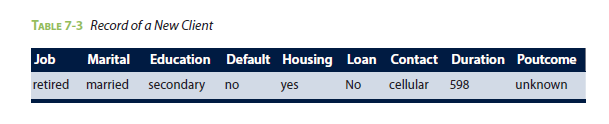 TABLE 7-3 Record of a New Client
Job Marital Education Default Housing Loan Contact Duration Poutcome
retired married secondary no yes No cellular 598 unknown